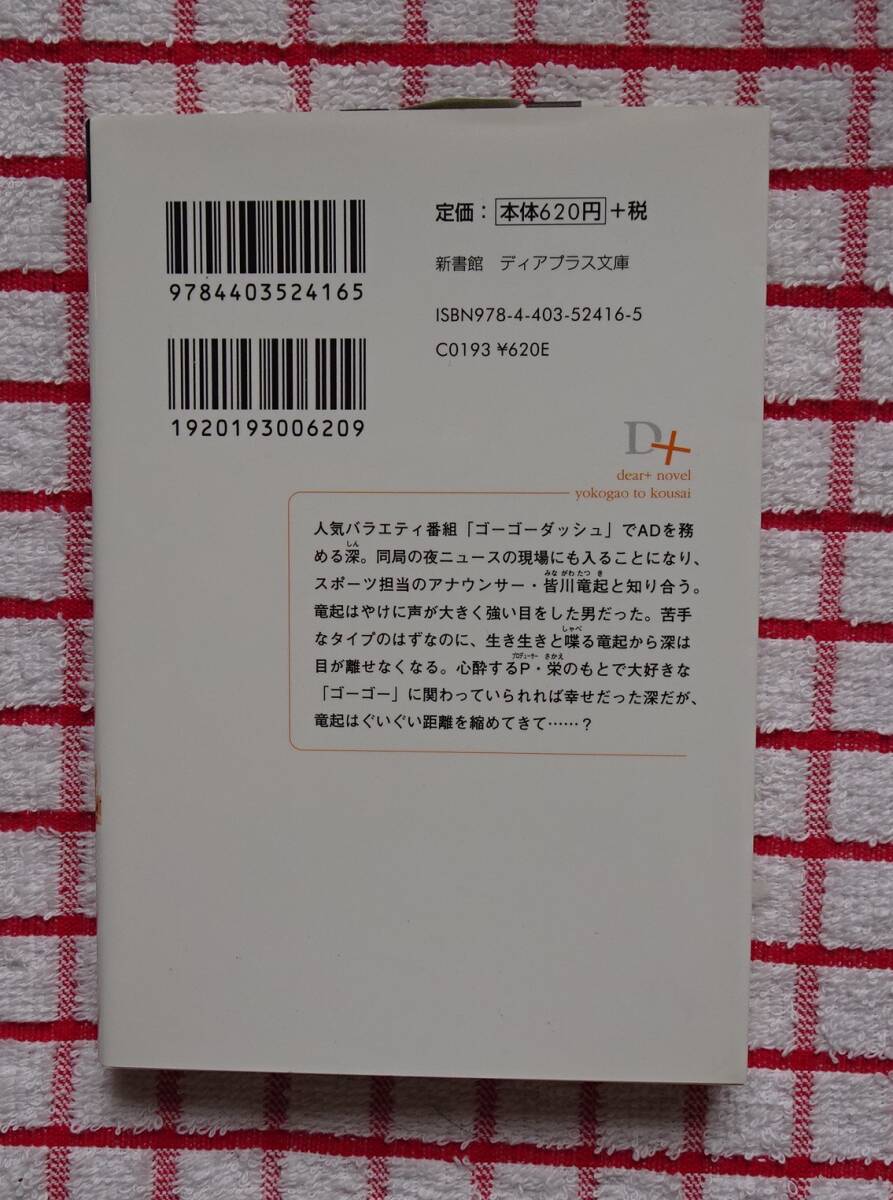 定価：本体620円+税
新書館　ディアプラス文庫
ISBN978-4-403-52416-5
C0193 ¥620E
9784403524165
1920193006209
D+
dear+ novel
yokogao to kousai
人気バラエティ番組「ゴーゴーダッシュ」でADを務
める深。同局の夜ニュースの現場にも入ることになり、
スポーツ担当のアナウンサー・皆川竜起と知り合う。
竜起はやけに声が大きく強い目をした男だった。苦手
なタイプのはずなのに、生き生きと喋る竜起から深は
目が離せなくなる。心酔するP・栄のもとで大好きな
「ゴーゴー」に関わっていられれば幸せだった深だが、
竜起はぐいぐい距離を縮めてきて……？